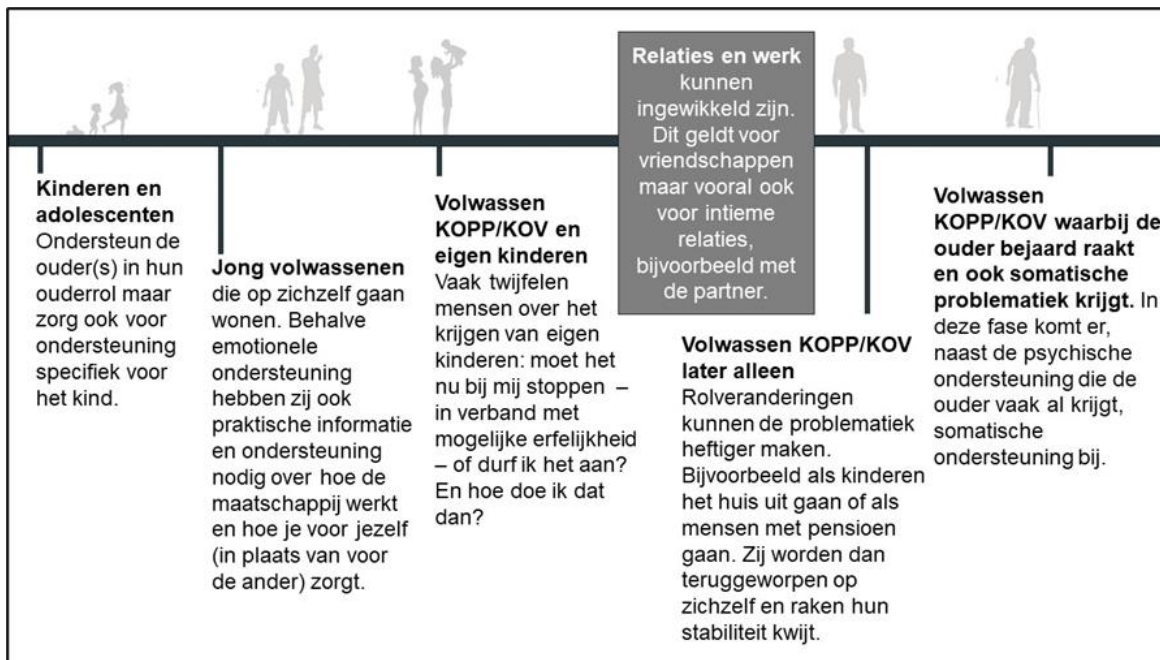 Kinderen en
adolescenten
Ondersteun de
ouder(s) in hun
ouderrol maar
zorg ook voor
ondersteuning
specifiek voor
het kind.
Jong volwassenen
die op zichzelf gaan
wonen. Behalve
emotionele
ondersteuning
hebben zij ook
praktische informatie
en ondersteuning
nodig over hoe de
maatschappij werkt
en hoe je voor jezelf
(in plaats van voor
de ander) zorgt.
Volwassen
KOPP/KOV en
eigen kinderen
Vaak twijfelen
mensen over het
krijgen van eigen
kinderen: moet het
nu bij mij stoppen –
in verband met
mogelijke erfelijkheid
– of durf ik het aan?
En hoe doe ik dat
dan?
Relaties en werk
kunnen
ingewikkeld zijn.
Dit geldt voor
vriendschappen
maar vooral ook
voor intieme
relaties,
bijvoorbeeld met
de partner.
Volwassen KOPP/KOV
later alleen
Rolveranderingen
kunnen de problematiek
heftiger maken.
Bijvoorbeeld als kinderen
het huis uit gaan of als
mensen met pensioen
gaan. Zij worden dan
teruggeworpen op
zichzelf en raken hun
stabiliteit kwijt.
Volwassen
KOPP/KOV waarbij de
ouder bejaard raakt
en ook somatische
problematiek krijgt. In
deze fase komt er,
naast de psychische
ondersteuning die de
ouder vaak al krijgt,
somatische
ondersteuning bij.